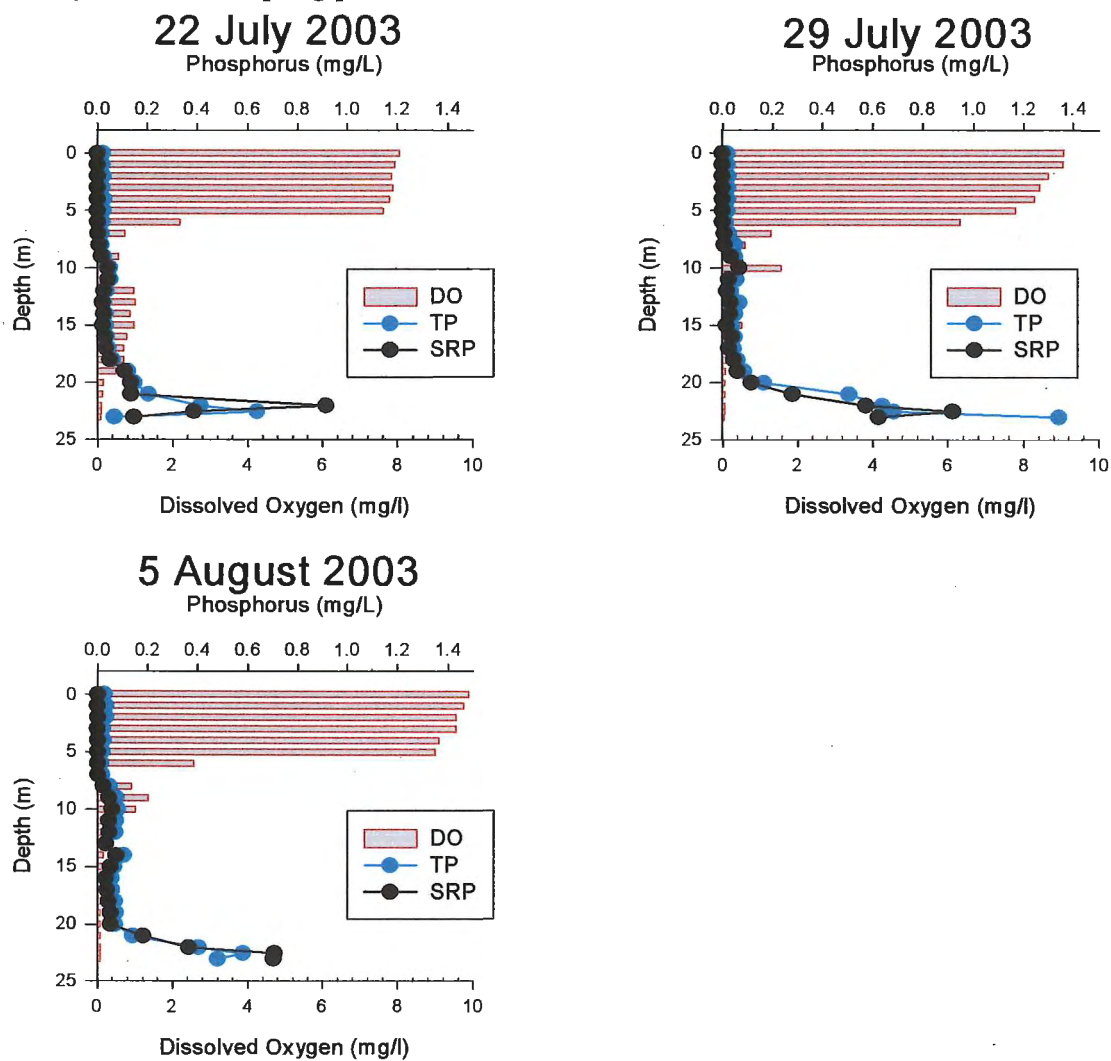 22 July 2003
Phosphorus (mg/L)
0.0 0.2 0.4 0.6 0.8 1.0 1.2 1.4
0
5
10
15
20
25
Depth (m)
DO
TP
SRP
0 2 4 6 8 10
Dissolved Oxygen (mg/l)
29 July 2003
Phosphorus (mg/L)
0.0 0.2 0.4 0.6 0.8 1.0 1.2 1.4
0
5
10
15
20
25
Depth (m)
DO
TP
SRP
0 2 4 6 8 10
Dissolved Oxygen (mg/l)
5 August 2003
Phosphorus (mg/L)
0.0 0.2 0.4 0.6 0.8 1.0 1.2 1.4
0
5
10
15
20
25
Depth (m)
DO
TP
SRP
0 2 4 6 8 10
Dissolved Oxygen (mg/l)